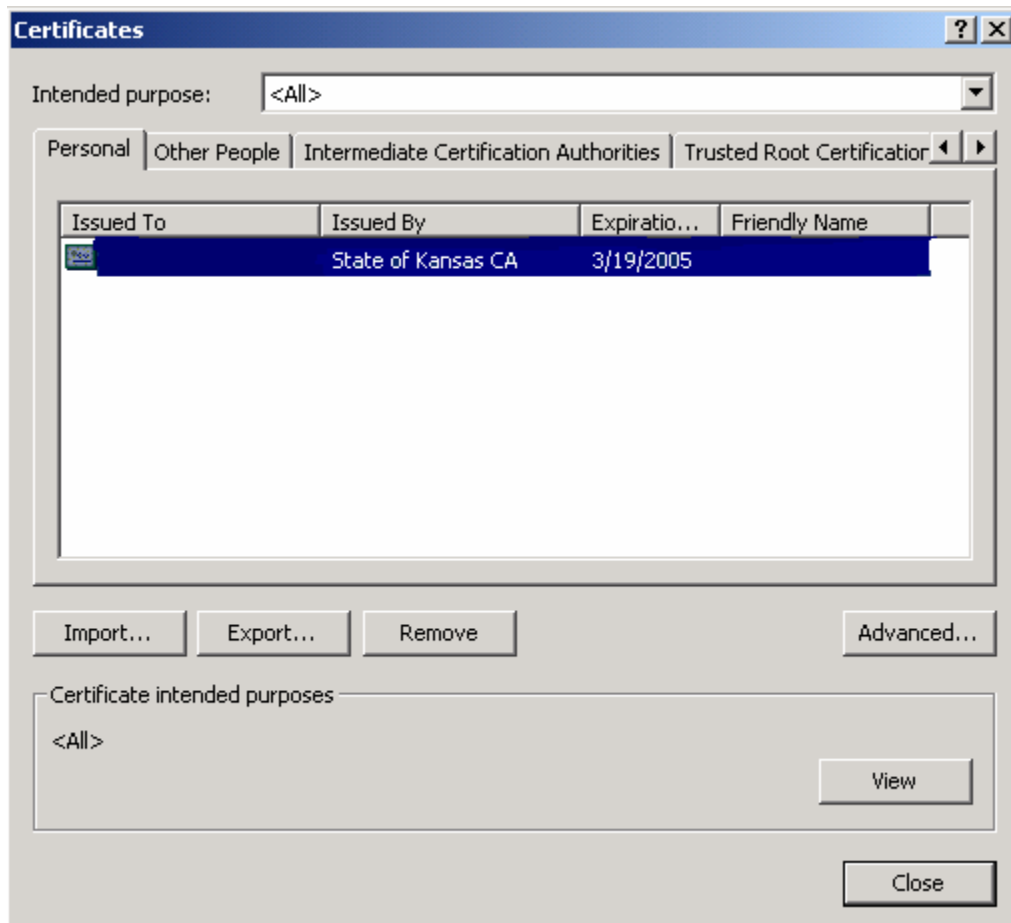 Certificates
Intended purpose: <All>
Personal Other People Intermediate Certification Authorities Trusted Root Certification
Issued To Issued By Expiratio... Friendly Name
State of Kansas CA 3/19/2005
Import... Export... Remove Advanced...
Certificate intended purposes
<All>
View
Close